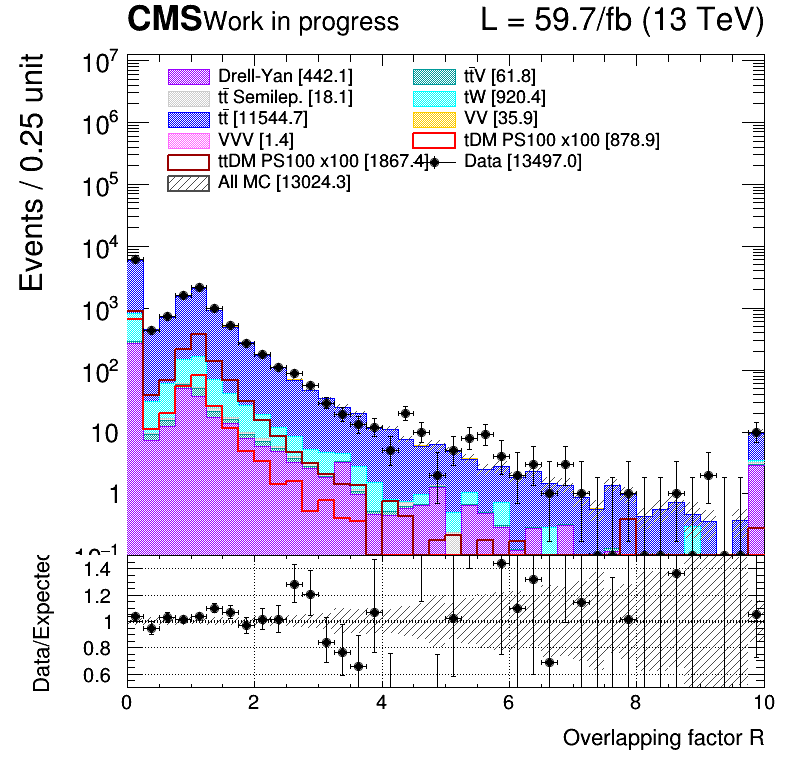 CMS Work in progress L = 59.7/fb (13 TeV)
Events / 0.25 unit
10⁷
10⁶
10⁵
10⁴
10³
10²
10
1
10⁻¹
Drell-Yan [442.1] tt̄V [61.8]
tt̄ Semilep. [18.1] tW [920.4]
tt̄ [11544.7] VV [35.9]
VVV [1.4] tDM PS100 x100 [878.9]
ttDM PS100 x100 [1867.4] Data [13497.0]
All MC [13024.3]
Data/Expected
1.4
1.2
1
0.8
0.6
0 2 4 6 8 10
Overlapping factor R